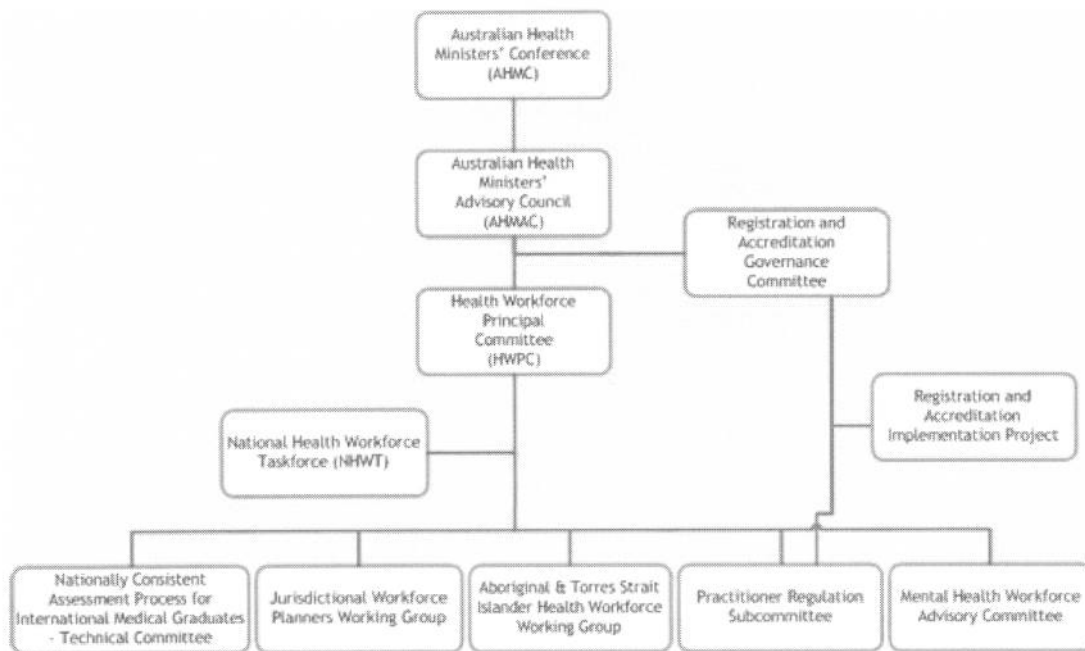 Australian Health
Ministers' Conference
(AHMC)
Australian Health
Ministers'
Advisory Council
(AHMAC)
Registration and
Accreditation
Governance
Committee
Health Workforce
Principal
Committee
(HWPC)
Registration and
Accreditation
Implementation Project
National Health Workforce
Taskforce (NHWT)
Nationally Consistent
Assessment Process for
International Medical Graduates
- Technical Committee
Jurisdictional Workforce
Planners Working Group
Aboriginal & Torres Strait
Islander Health Workforce
Working Group
Practitioner Regulation
Subcommittee
Mental Health Workforce
Advisory Committee